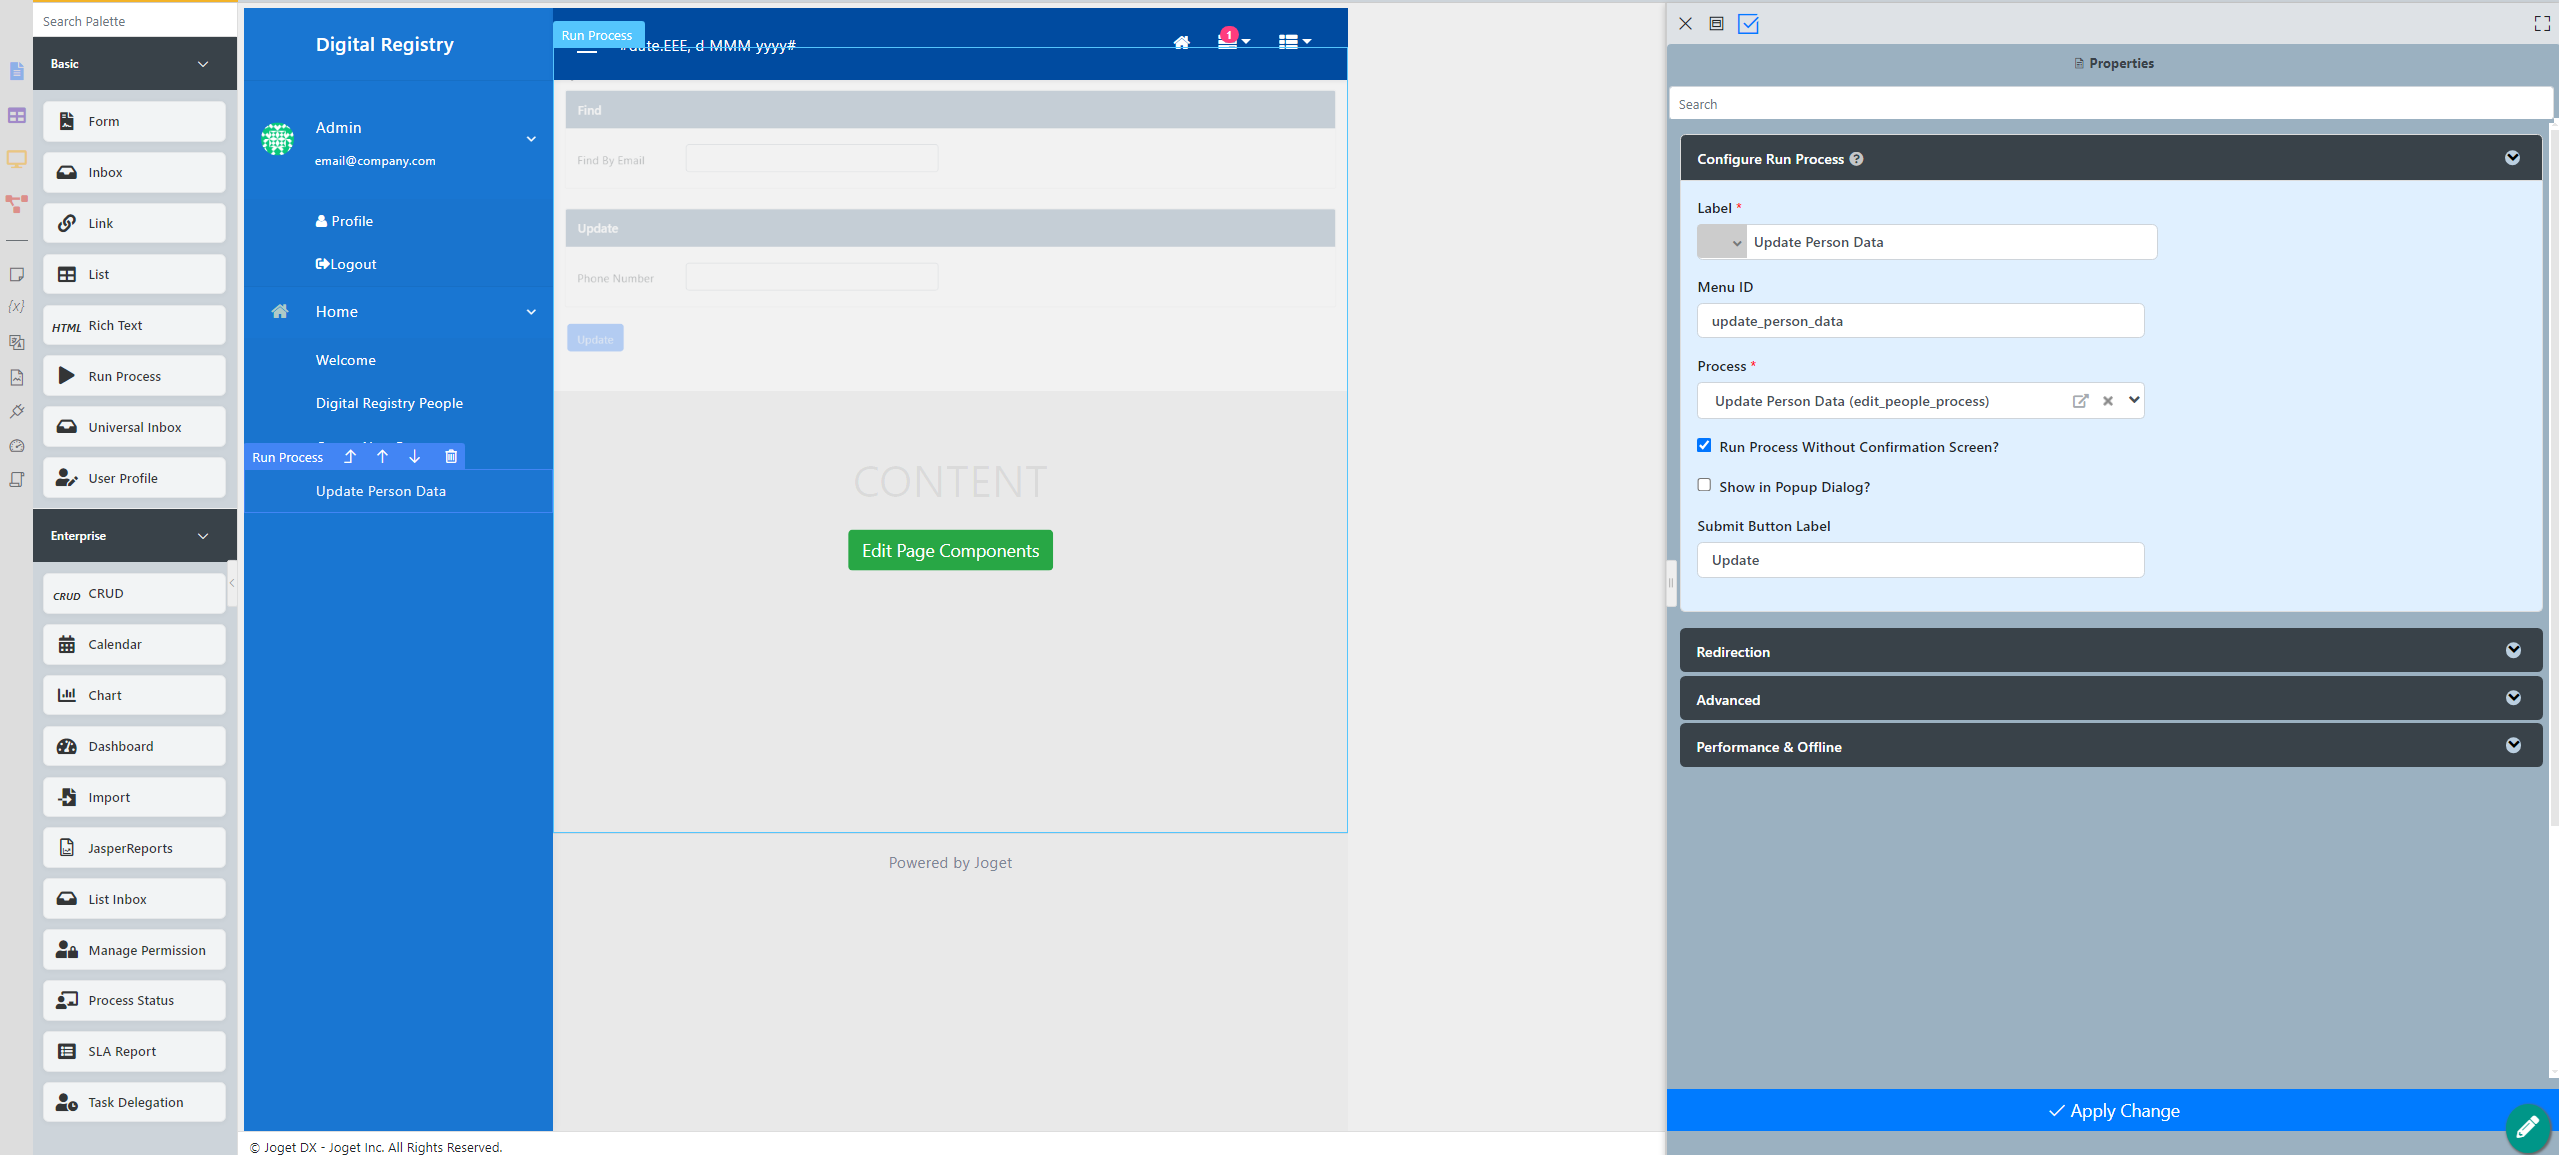 Search Palette
Basic
Form
Inbox
Link
List
HTML Rich Text
Run Process
Universal Inbox
User Profile
Enterprise
CRUD CRUD
Calendar
Chart
Dashboard
Import
JasperReports
List Inbox
Manage Permission
Process Status
SLA Report
Task Delegation
{x}
Digital Registry
Admin
email@company.com
Profile
Logout
Home
Welcome
Digital Registry People
Run Process
Update Person Data
Run Process
#date.EEE, d MMM yyyy#
1
Find
Find By Email
Update
Phone Number
Update
CONTENT
Edit Page Components
Powered by Joget
© Joget DX - Joget Inc. All Rights Reserved.
Properties
Search
Configure Run Process ?
Label *
Update Person Data
Menu ID
update_person_data
Process *
Update Person Data (edit_people_process)
Run Process Without Confirmation Screen?
Show in Popup Dialog?
Submit Button Label
Update
Redirection
Advanced
Performance & Offline
Apply Change